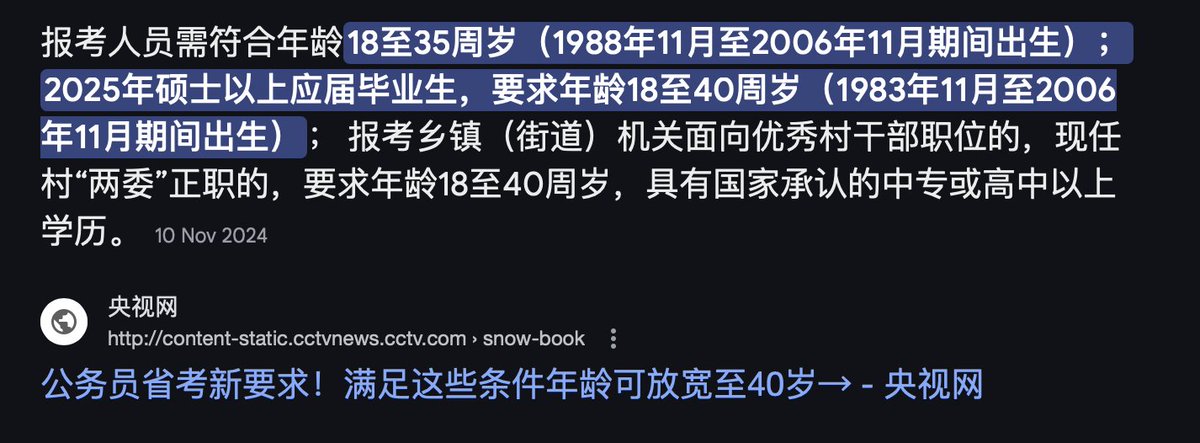 报考人员需符合年龄18至35周岁（1988年11月至2006年11月期间出生）；
2025年硕士以上应届毕业生，要求年龄18至40周岁（1983年11月至2006
年11月期间出生）； 报考乡镇（街道）机关面向优秀村干部职位的，现任
村“两委”正职的，要求年龄18至40周岁，具有国家承认的中专或高中以上
学历。 10 Nov 2024
央视网
http://content-static.cctvnews.cctv.com › snow-book
公务员省考新要求！满足这些条件年龄可放宽至40岁→ - 央视网